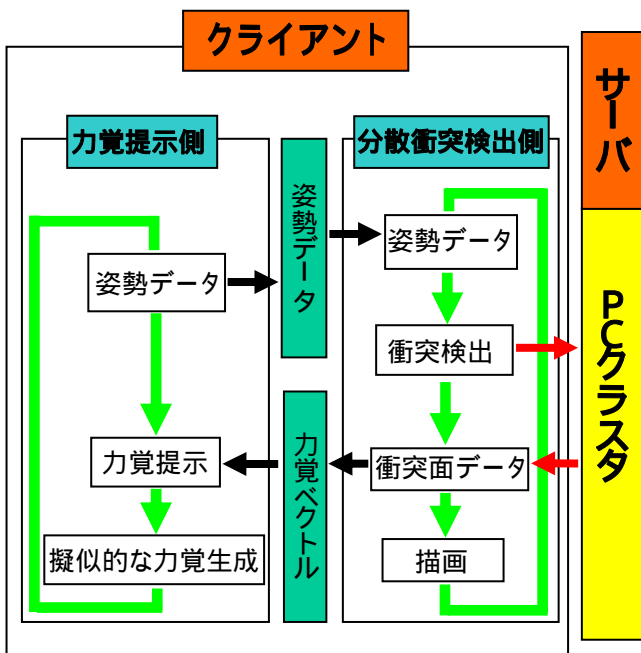 クライアント
サーバ
PCクラスタ
力覚提示側
姿勢データ
力覚提示
擬似的な力覚生成
姿勢データ
力覚ベクトル
分散衝突検出側
姿勢データ
衝突検出
衝突面データ
描画